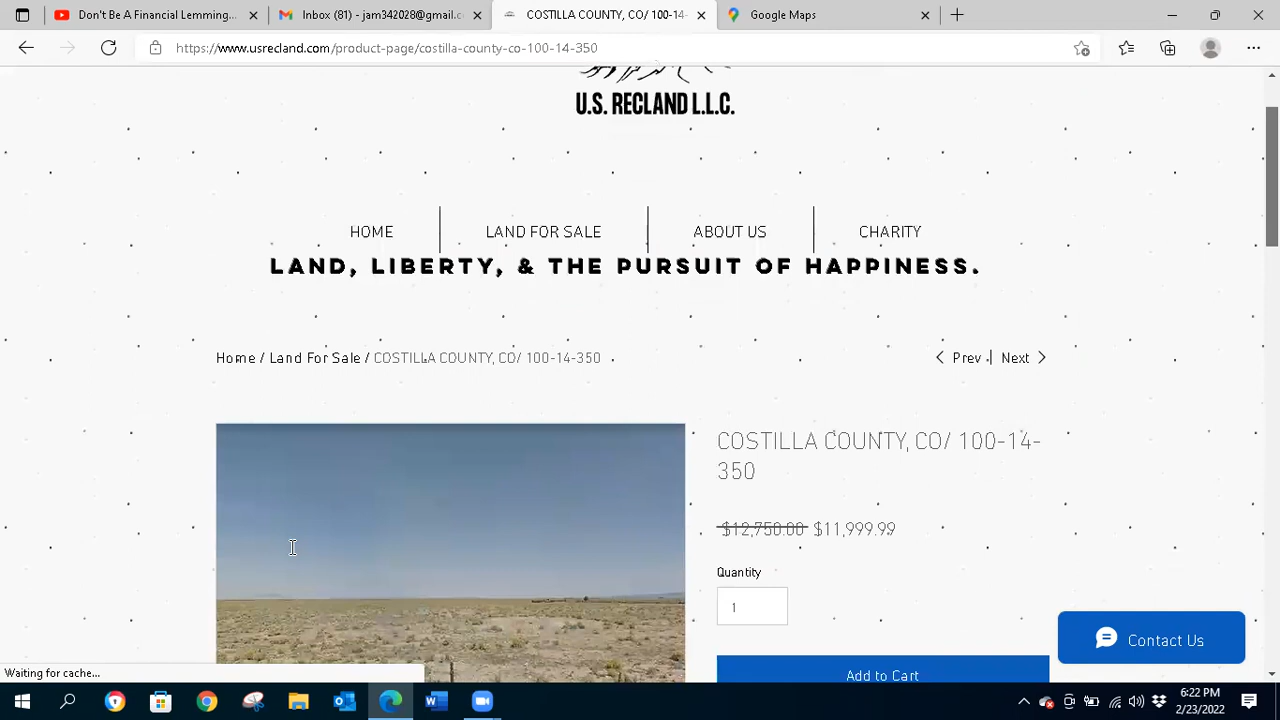 Don't Be A Financial Lemming...
Inbox (81) - jam342028@gmail.c
COSTILLA COUNTY, CO/ 100-14-
Google Maps
https://www.usrecland.com/product-page/costilla-county-co-100-14-350
U.S. RECLAND L.L.C.
HOME
LAND FOR SALE
ABOUT US
CHARITY
LAND, LIBERTY, & THE PURSUIT OF HAPPINESS.
Home / Land For Sale / COSTILLA COUNTY, CO/ 100-14-350
Prev | Next
COSTILLA COUNTY, CO/ 100-14-
350
$12,750.00 $11,999.99
Quantity
1
Contact Us
Add to Cart
Waiting for cache...
6:22 PM
2/23/2022